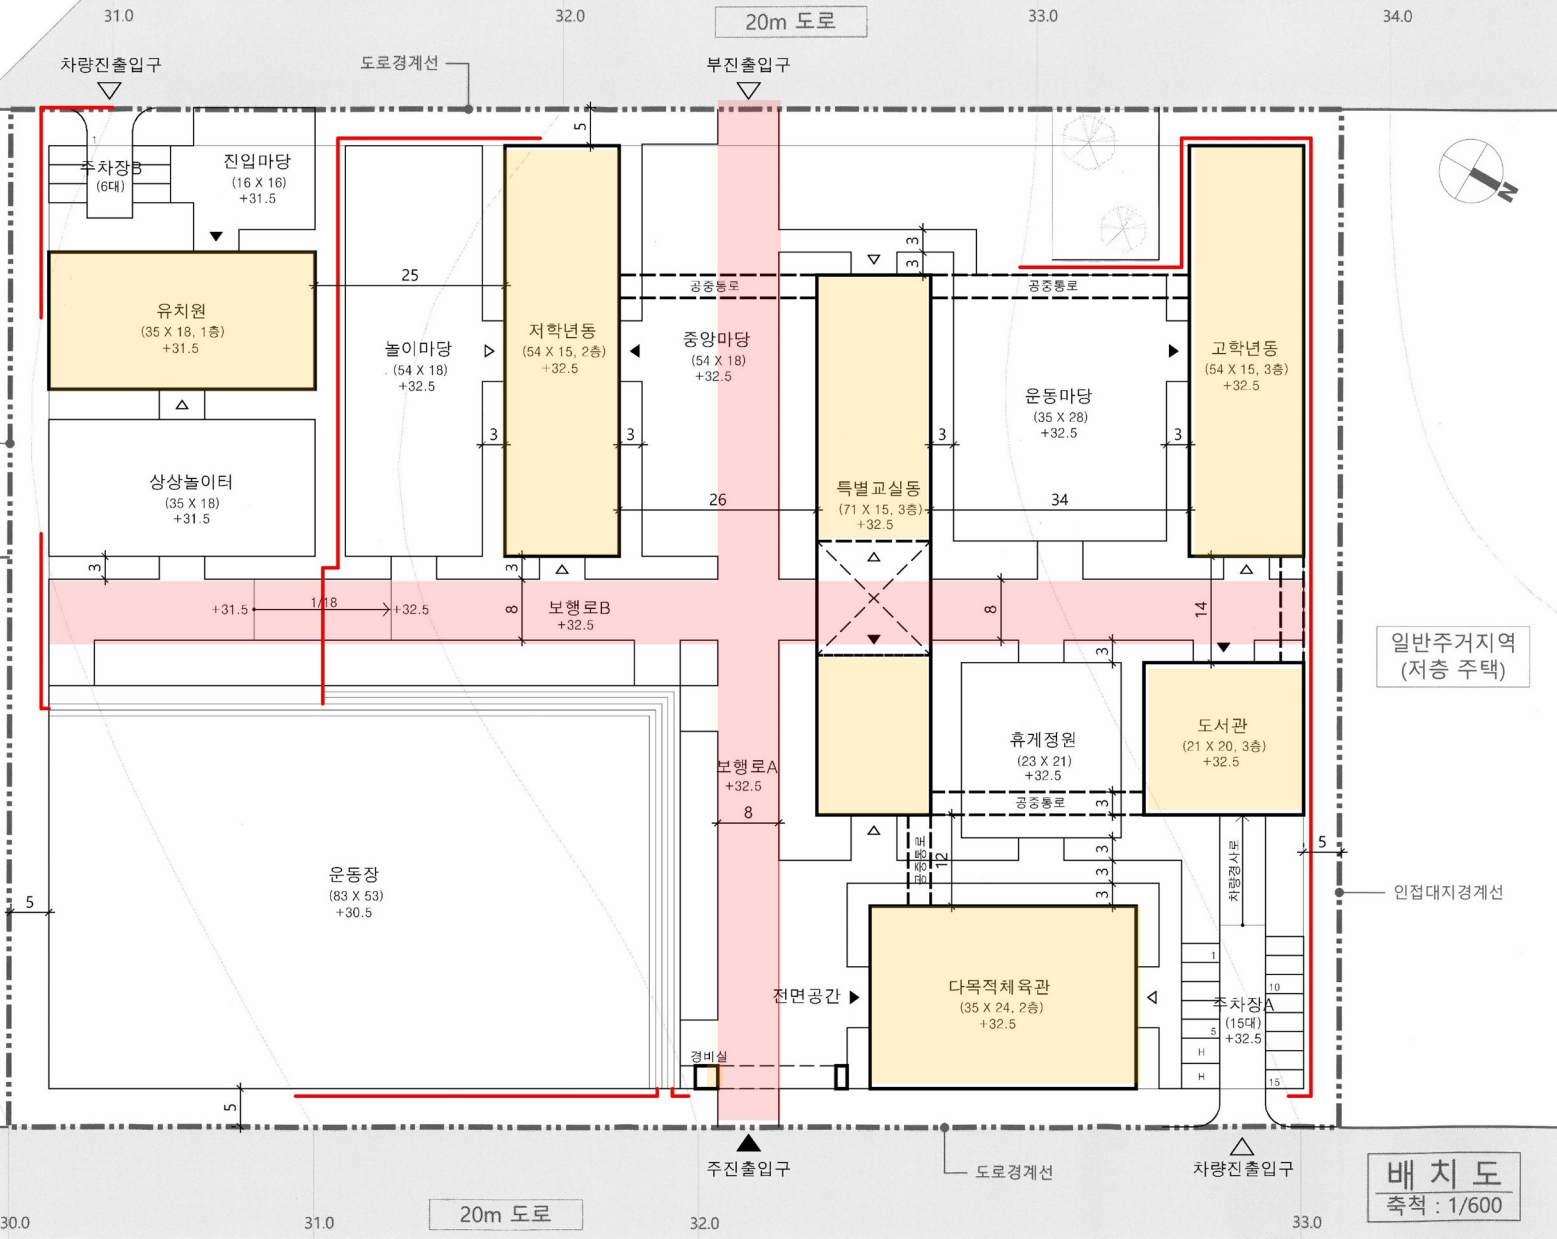 31.0
32.0
20m 도로
33.0
34.0
차량진출입구
도로경계선
부진출입구
5
1
주차장B
(6대)
진입마당
(16 X 16)
+31.5
N
3
3
25
공중통로
공중통로
유치원
(35 X 18, 1층)
+31.5
놀이마당
(54 X 18)
+32.5
저학년동
(54 X 15, 2층)
+32.5
중앙마당
(54 X 18)
+32.5
고학년동
(54 X 15, 3층)
+32.5
운동마당
(35 X 28)
+32.5
3
3
3
3
상상놀이터
(35 X 18)
+31.5
26
특별교실동
(71 X 15, 3층)
+32.5
34
3
3
+31.5
1/18
+32.5
8
보행로B
+32.5
8
14
3
일반주거지역
(저층 주택)
도서관
(21 X 20, 3층)
+32.5
휴게정원
(23 X 21)
+32.5
보행로A
+32.5
8
공중통로
3
공중통로
12
3
3
3
차량경사로
5
운동장
(83 X 53)
+30.5
5
인접대지경계선
1
10
전면공간
다목적체육관
(35 X 24, 2층)
+32.5
주차장A
(15대)
+32.5
5
H
H
15
경비실
5
주진출입구
도로경계선
차량진출입구
배 치 도
축척 : 1/600
30.0
31.0
20m 도로
32.0
33.0